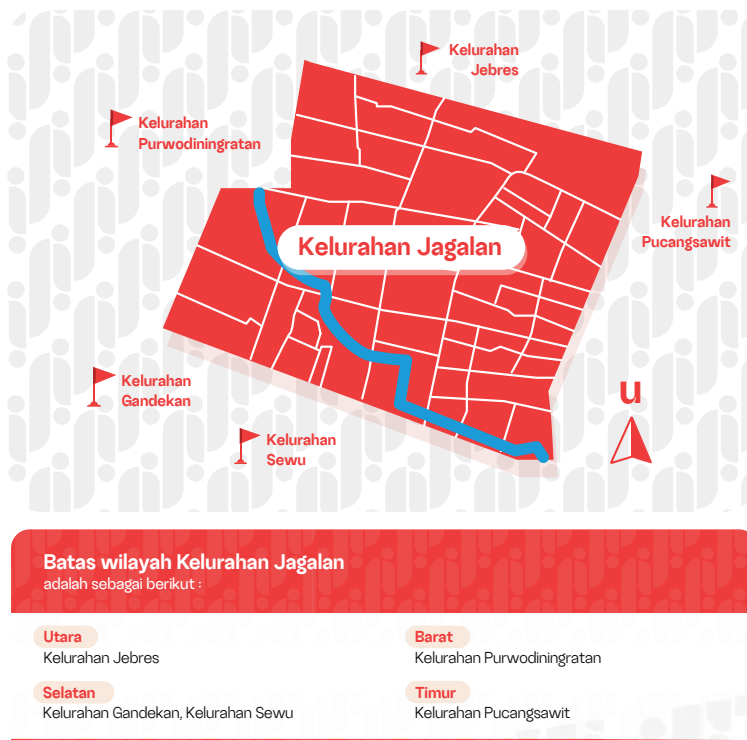 Kelurahan
Jebres
Kelurahan
Purwodiningratan
Kelurahan
Pucangsawit
Kelurahan Jagalan
Kelurahan
Gandekan
Kelurahan
Sewu
u
Batas wilayah Kelurahan Jagalan
adalah sebagai berikut :
Utara
Kelurahan Jebres
Barat
Kelurahan Purwodiningratan
Selatan
Kelurahan Gandekan, Kelurahan Sewu
Timur
Kelurahan Pucangsawit